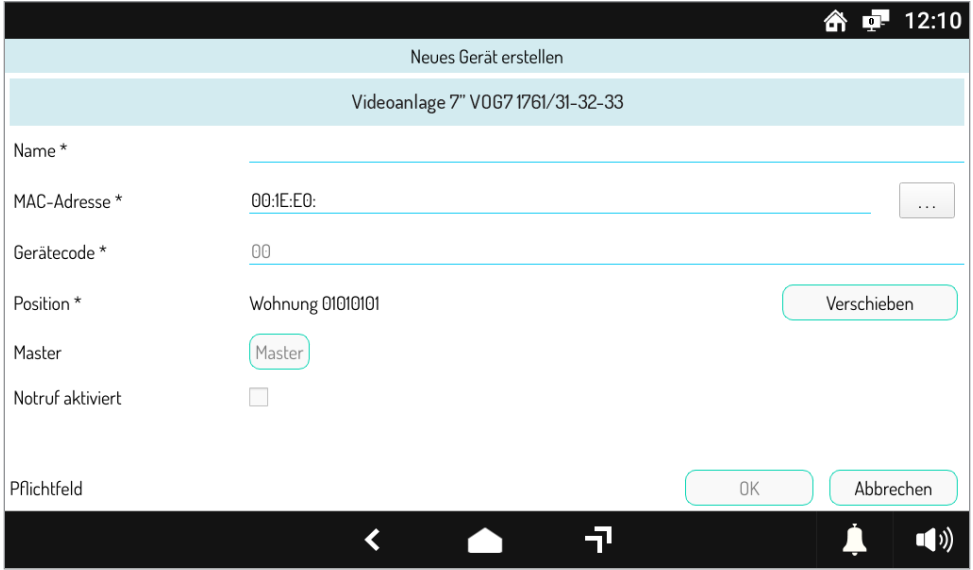 0 12:10
Neues Gerät erstellen
Videoanlage 7” VOG7 1761/31-32-33
Name *
MAC-Adresse * 00:1E:E0: ...
Gerätecode * 00
Position * Wohnung 01010101 Verschieben
Master Master
Notruf aktiviert
Pflichtfeld OK Abbrechen